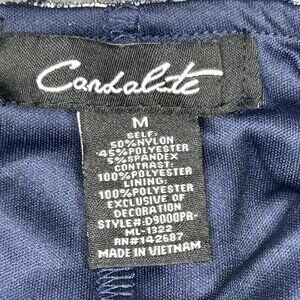 Candalite
M
SELF:
50%NYLON
45%POLYESTER
5%SPANDEX
CONTRAST:
100%POLYESTER
LINING:
100%POLYESTER
EXCLUSIVE OF
DECORATION
STYLE#:D9000PR-
ML-1322
RN#142687
MADE IN VIETNAM